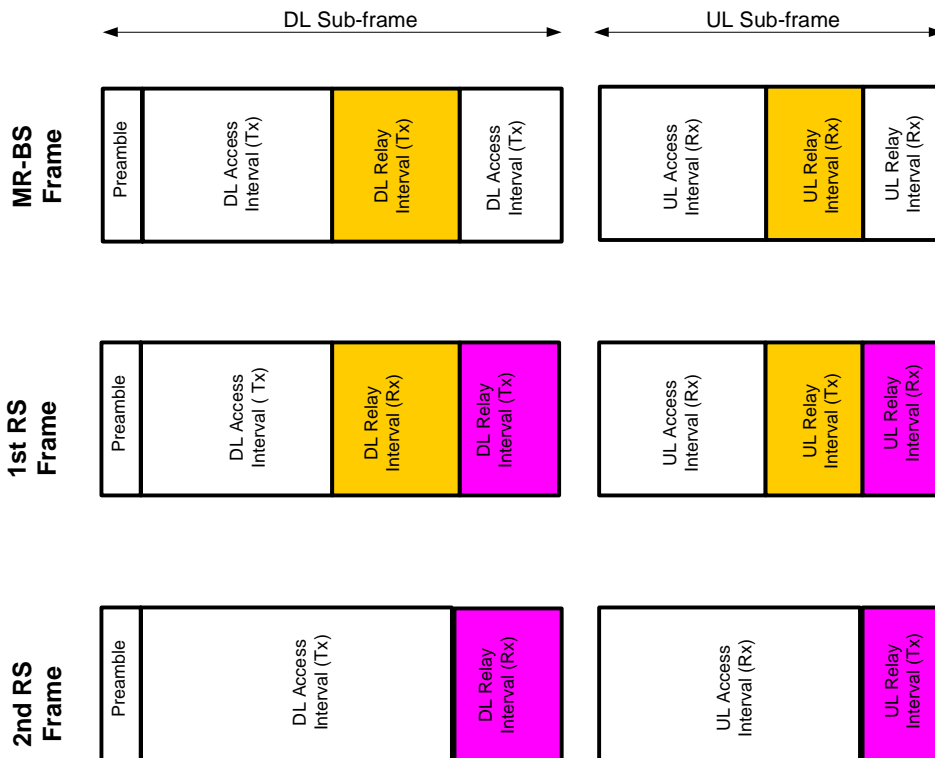 DL Sub-frame
UL Sub-frame
MR-BS
Frame
Preamble
DL Access
Interval (Tx)
DL Relay
Interval (Tx)
DL Access
Interval (Tx)
UL Access
Interval (Rx)
UL Relay
Interval (Rx)
UL Relay
Interval (Rx)
1st RS
Frame
Preamble
DL Access
Interval ( Tx)
DL Relay
Interval (Rx)
DL Relay
Interval (Tx)
UL Access
Interval (Rx)
UL Relay
Interval (Tx)
UL Relay
Interval (Rx)
2nd RS
Frame
Preamble
DL Access
Interval (Tx)
DL Relay
Interval (Rx)
UL Access
Interval (Rx)
UL Relay
Interval (Tx)